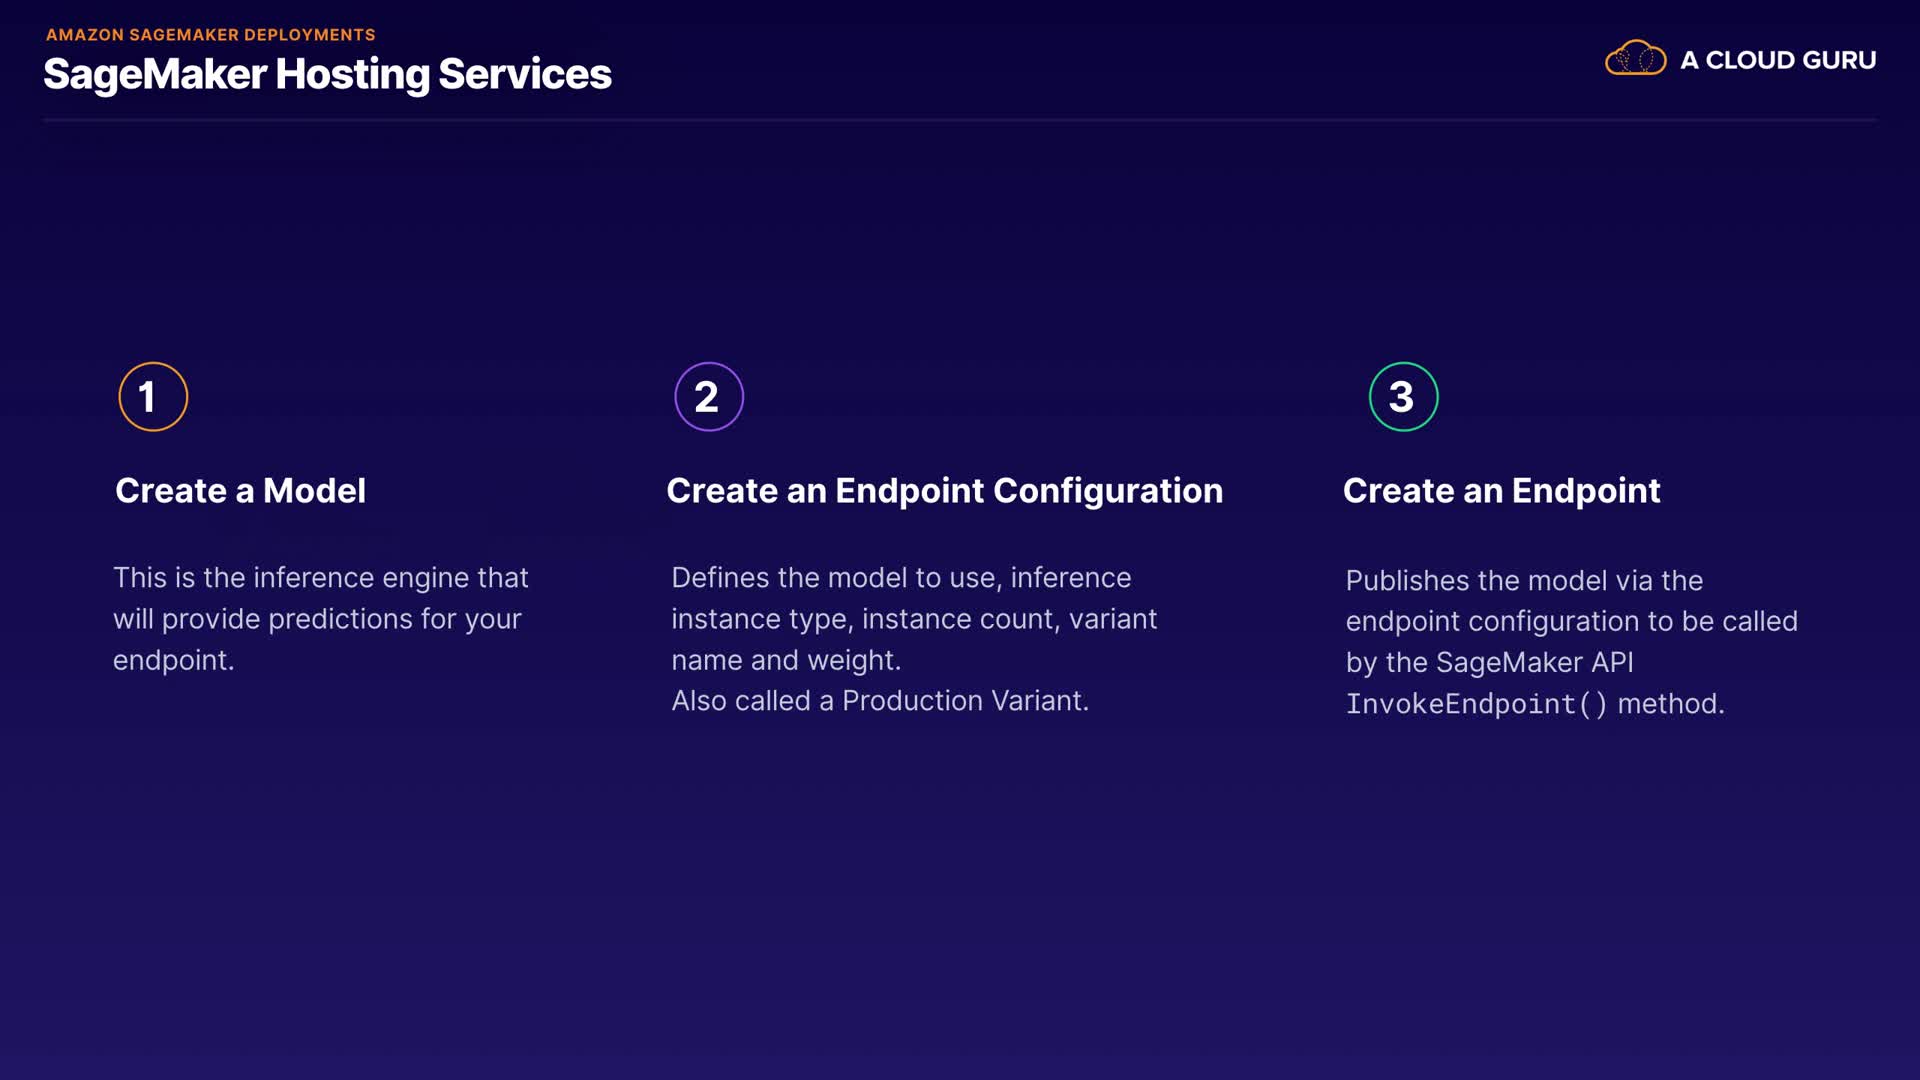 AMAZON SAGEMAKER DEPLOYMENTS
SageMaker Hosting Services
A CLOUD GURU
1
Create a Model
This is the inference engine that
will provide predictions for your
endpoint.
2
Create an Endpoint Configuration
Defines the model to use, inference
instance type, instance count, variant
name and weight.
Also called a Production Variant.
3
Create an Endpoint
Publishes the model via the
endpoint configuration to be called
by the SageMaker API
InvokeEndpoint() method.